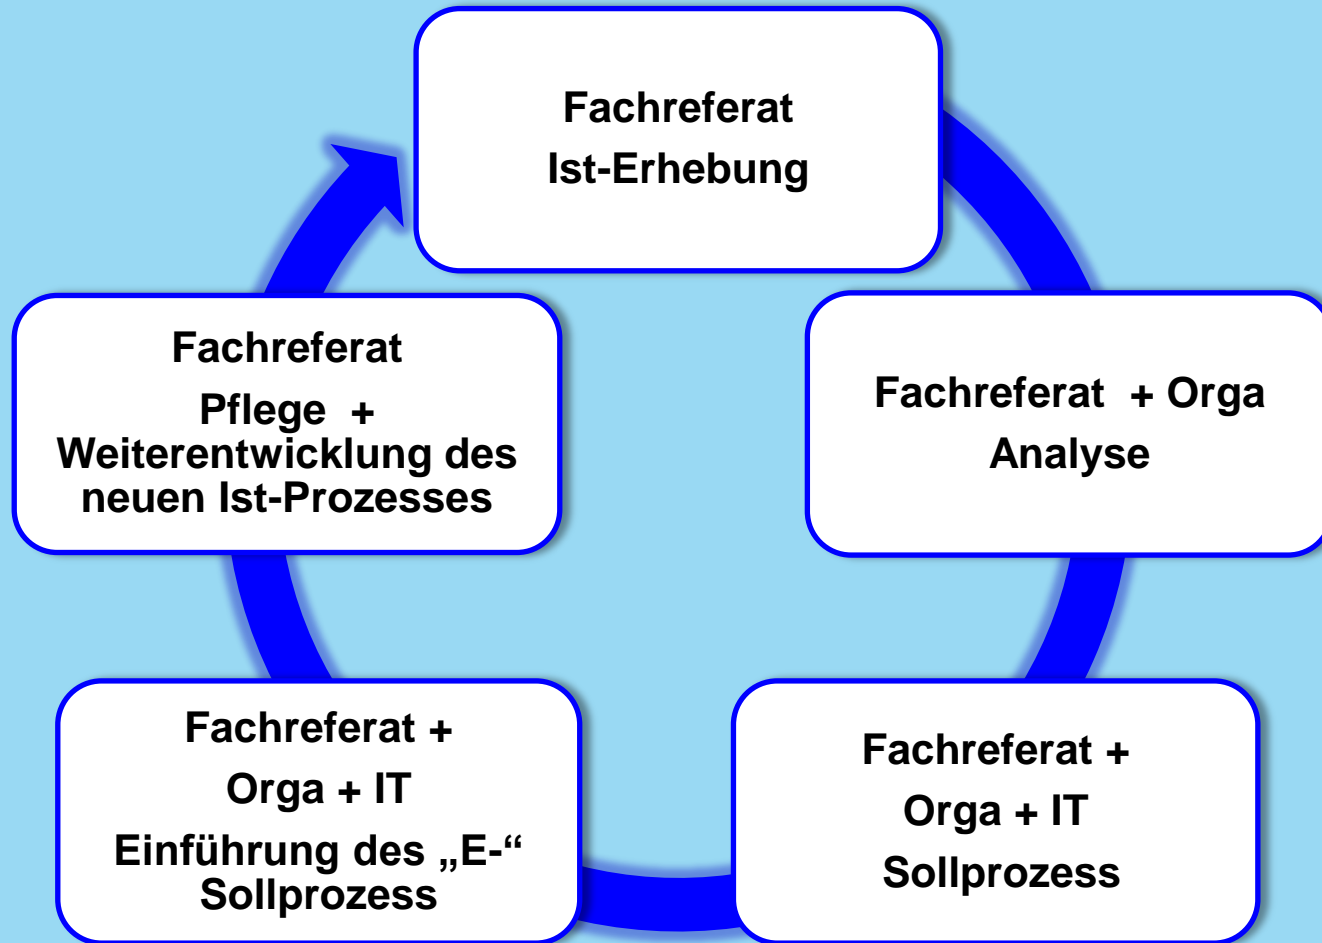 Fachreferat
Ist-Erhebung
Fachreferat + Orga
Analyse
Fachreferat +
Orga + IT
Sollprozess
Fachreferat +
Orga + IT
Einführung des „E-“
Sollprozess
Fachreferat
Pflege +
Weiterentwicklung des
neuen Ist-Prozesses